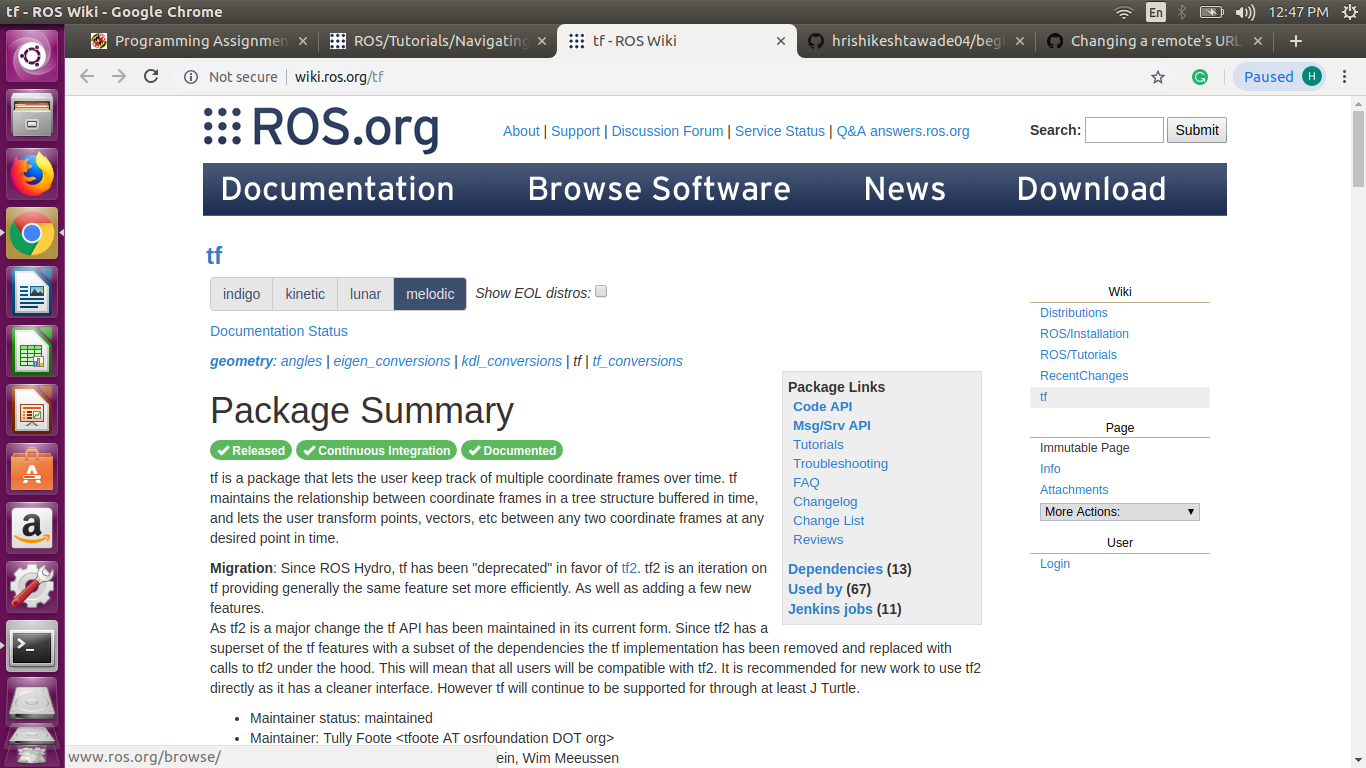 tf - ROS Wiki - Google Chrome
En
12:47 PM
Programming Assignmen
ROS/Tutorials/Navigating
tf - ROS Wiki
hrishikeshtawade04/begi
Changing a remote's URL
Not secure
wiki.ros.org/tf
Paused
H
ROS.org
About | Support | Discussion Forum | Service Status | Q&A answers.ros.org
Search:
Submit
Documentation
Browse Software
News
Download
tf
indigo
kinetic
lunar
melodic
Show EOL distros:
Documentation Status
geometry: angles | eigen_conversions | kdl_conversions | tf | tf_conversions
Package Summary
Released
Continuous Integration
Documented
tf is a package that lets the user keep track of multiple coordinate frames over time. tf
maintains the relationship between coordinate frames in a tree structure buffered in time,
and lets the user transform points, vectors, etc between any two coordinate frames at any
desired point in time.
Migration: Since ROS Hydro, tf has been "deprecated" in favor of tf2. tf2 is an iteration on
tf providing generally the same feature set more efficiently. As well as adding a few new
features.
As tf2 is a major change the tf API has been maintained in its current form. Since tf2 has a
superset of the tf features with a subset of the dependencies the tf implementation has been removed and replaced with
calls to tf2 under the hood. This will mean that all users will be compatible with tf2. It is recommended for new work to use tf2
directly as it has a cleaner interface. However tf will continue to be supported for through at least J Turtle.
Maintainer status: maintained
Maintainer: Tully Foote <tfoote AT osrfoundation DOT org>
ein, Wim Meeussen
Package Links
Code API
Msg/Srv API
Tutorials
Troubleshooting
FAQ
Changelog
Change List
Reviews
Dependencies (13)
Used by (67)
Jenkins jobs (11)
Wiki
Distributions
ROS/Installation
ROS/Tutorials
RecentChanges
tf
Page
Immutable Page
Info
Attachments
More Actions:
User
Login
www.ros.org/browse/